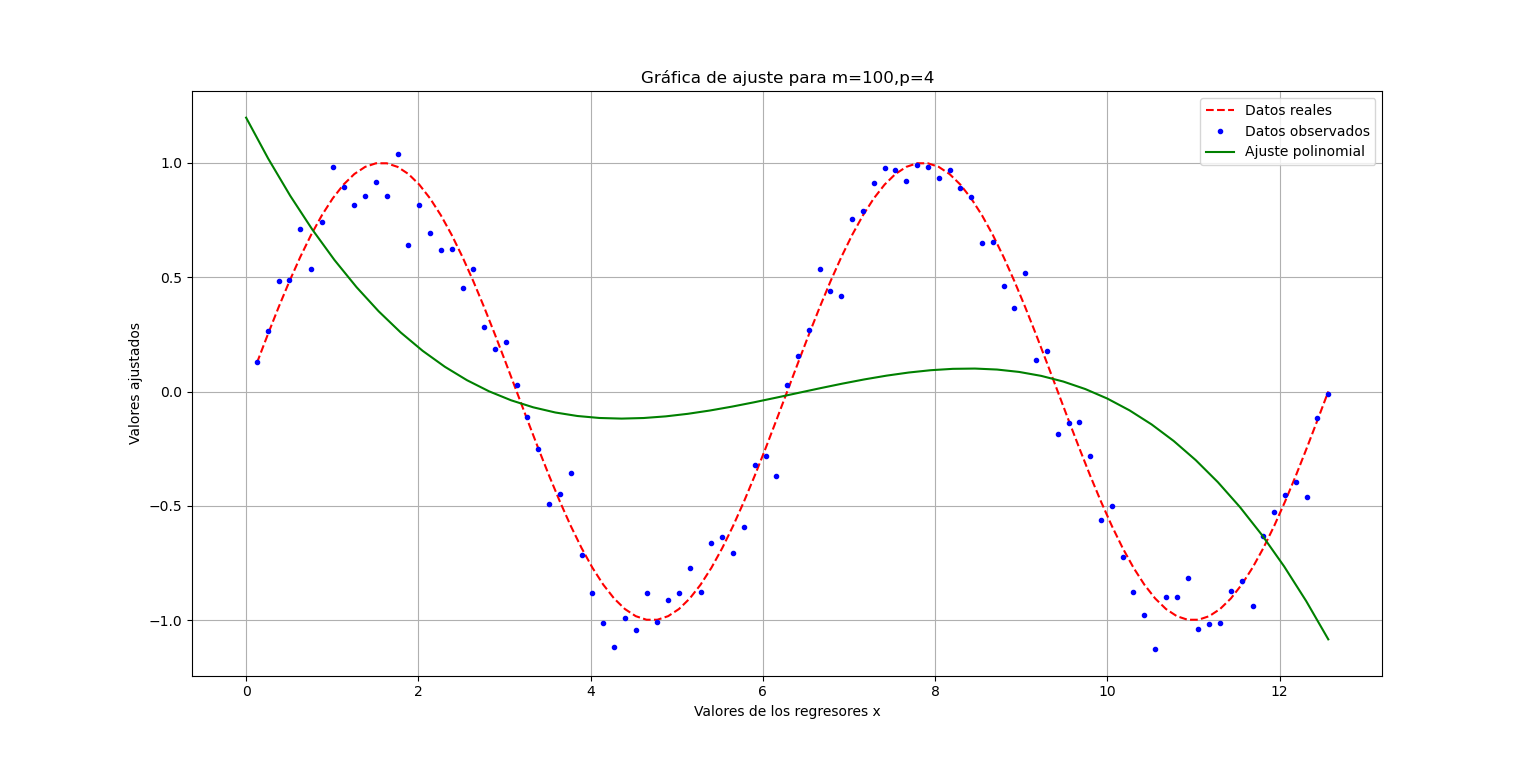 Gráfica de ajuste para m=100,p=4
Datos reales
Datos observados
Ajuste polinomial
1.0
0.5
0.0
−0.5
−1.0
Valores ajustados
0 2 4 6 8 10 12
Valores de los regresores x